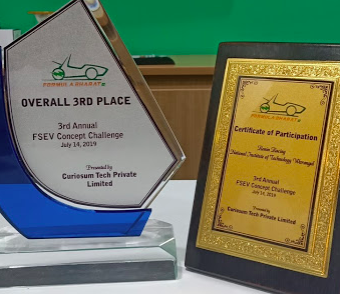 FORMULA BHARAT
OVERALL 3RD PLACE
3rd Annual
FSEV Concept Challenge
July 14, 2019
Presented by
Curiosum Tech Private
Limited
FORMULA BHARAT
Certificate of Participation
Racing
National Institute of Technology Warangal
3rd Annual
FSEV Concept Challenge
July 14, 2019
Presented by
Curiosum Tech Private Limited